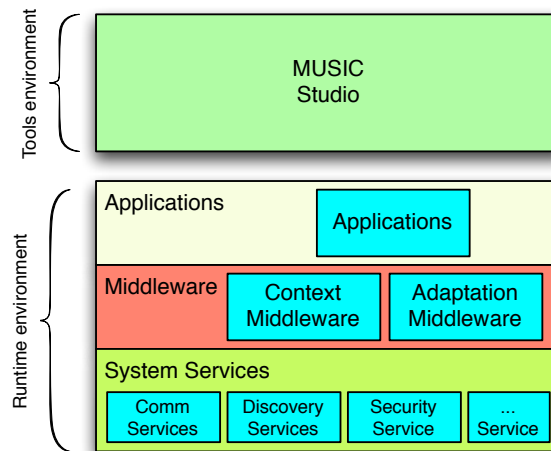 Tools environment
MUSIC
Studio
Runtime environment
Applications
Applications
Middleware
Context
Middleware
Adaptation
Middleware
System Services
Comm
Services
Discovery
Services
Security
Service
...
Service